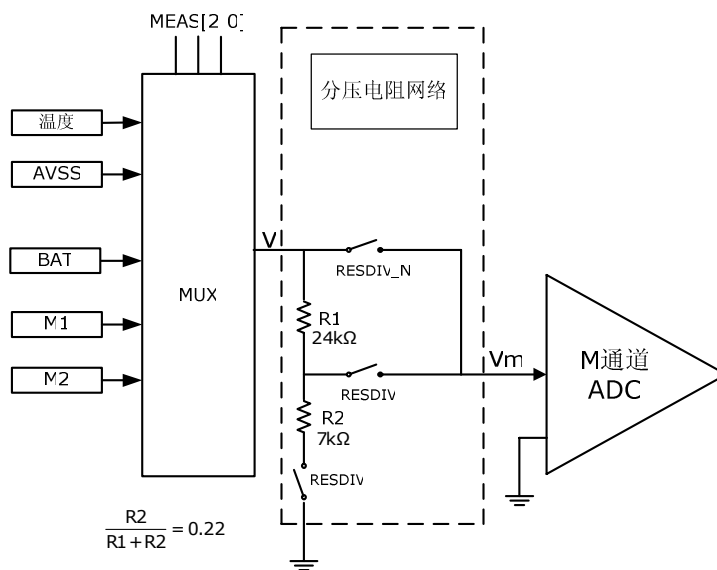 MEAS[2 0]
分压电阻网络
温度
AVSS
BAT
M1
M2
MUX
V
RESDIV_N
R1
24kΩ
RESDIV
R2
7kΩ
RESDIV
Vm
M通道
ADC
R2
R1+R2
= 0.22